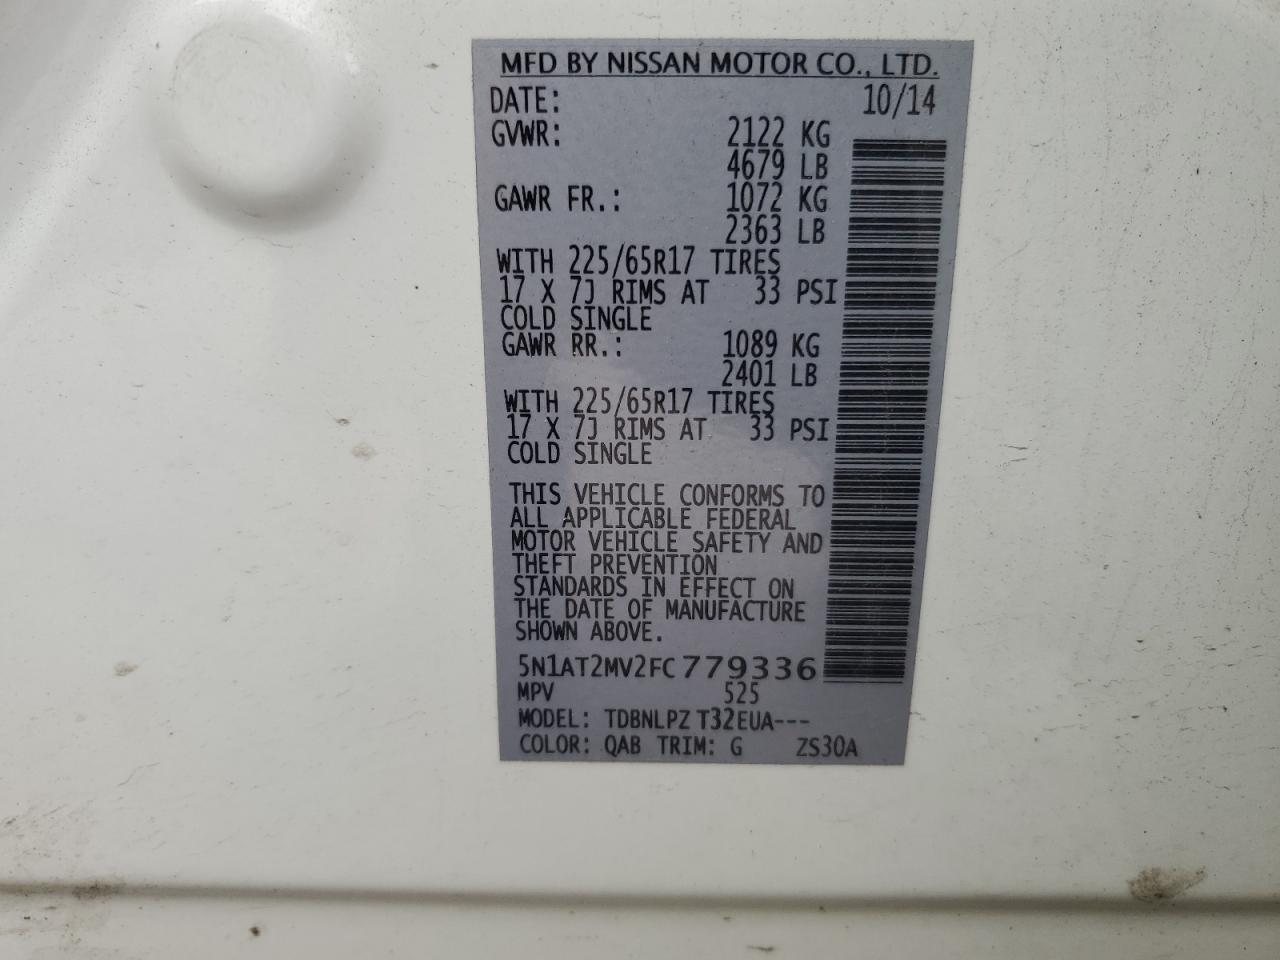 MFD BY NISSAN MOTOR CO., LTD.
DATE: 10/14
GVWR: 2122 KG
4679 LB
GAWR FR.: 1072 KG
2363 LB
WITH 225/65R17 TIRES
17 X 7J RIMS AT 33 PSI
COLD SINGLE
GAWR RR.: 1089 KG
2401 LB
WITH 225/65R17 TIRES
17 X 7J RIMS AT 33 PSI
COLD SINGLE
THIS VEHICLE CONFORMS TO
ALL APPLICABLE FEDERAL
MOTOR VEHICLE SAFETY AND
THEFT PREVENTION
STANDARDS IN EFFECT ON
THE DATE OF MANUFACTURE
SHOWN ABOVE.
5N1AT2MV2FC779336
MPV 525
MODEL: TDBNLPZ T32EUA---
COLOR: QAB TRIM: G ZS30A